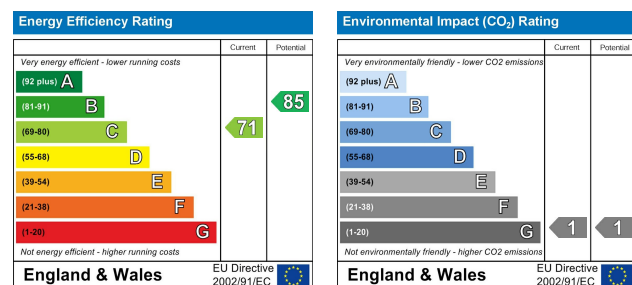 Energy Efficiency Rating
Current Potential
Very energy efficient - lower running costs
(92 plus) A
(81-91) B
85
(69-80) C
71
(55-68) D
(39-54) E
(21-38) F
(1-20) G
Not energy efficient - higher running costs
England & Wales
EU Directive
2002/91/EC
Environmental Impact (CO₂) Rating
Current Potential
Very environmentally friendly - lower CO2 emissions
(92 plus) A
(81-91) B
(69-80) C
(55-68) D
(39-54) E
(21-38) F
(1-20) G
1 1
Not environmentally friendly - higher CO2 emissions
England & Wales
EU Directive
2002/91/EC